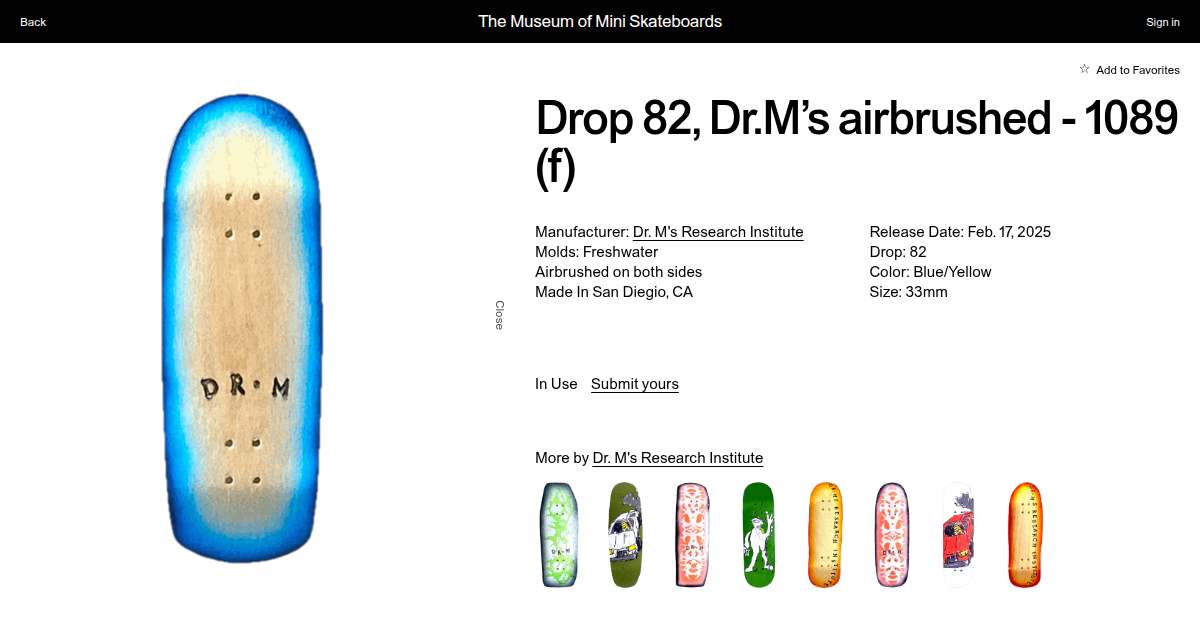 Back
The Museum of Mini Skateboards
Sign in
☆ Add to Favorites
Drop 82, Dr.M’s airbrushed - 1089
(f)
Manufacturer: Dr. M's Research Institute
Molds: Freshwater
Airbrushed on both sides
Made In San Diegio, CA
Release Date: Feb. 17, 2025
Drop: 82
Color: Blue/Yellow
Size: 33mm
Close
DR·M
In Use Submit yours
More by Dr. M's Research Institute
DR·M